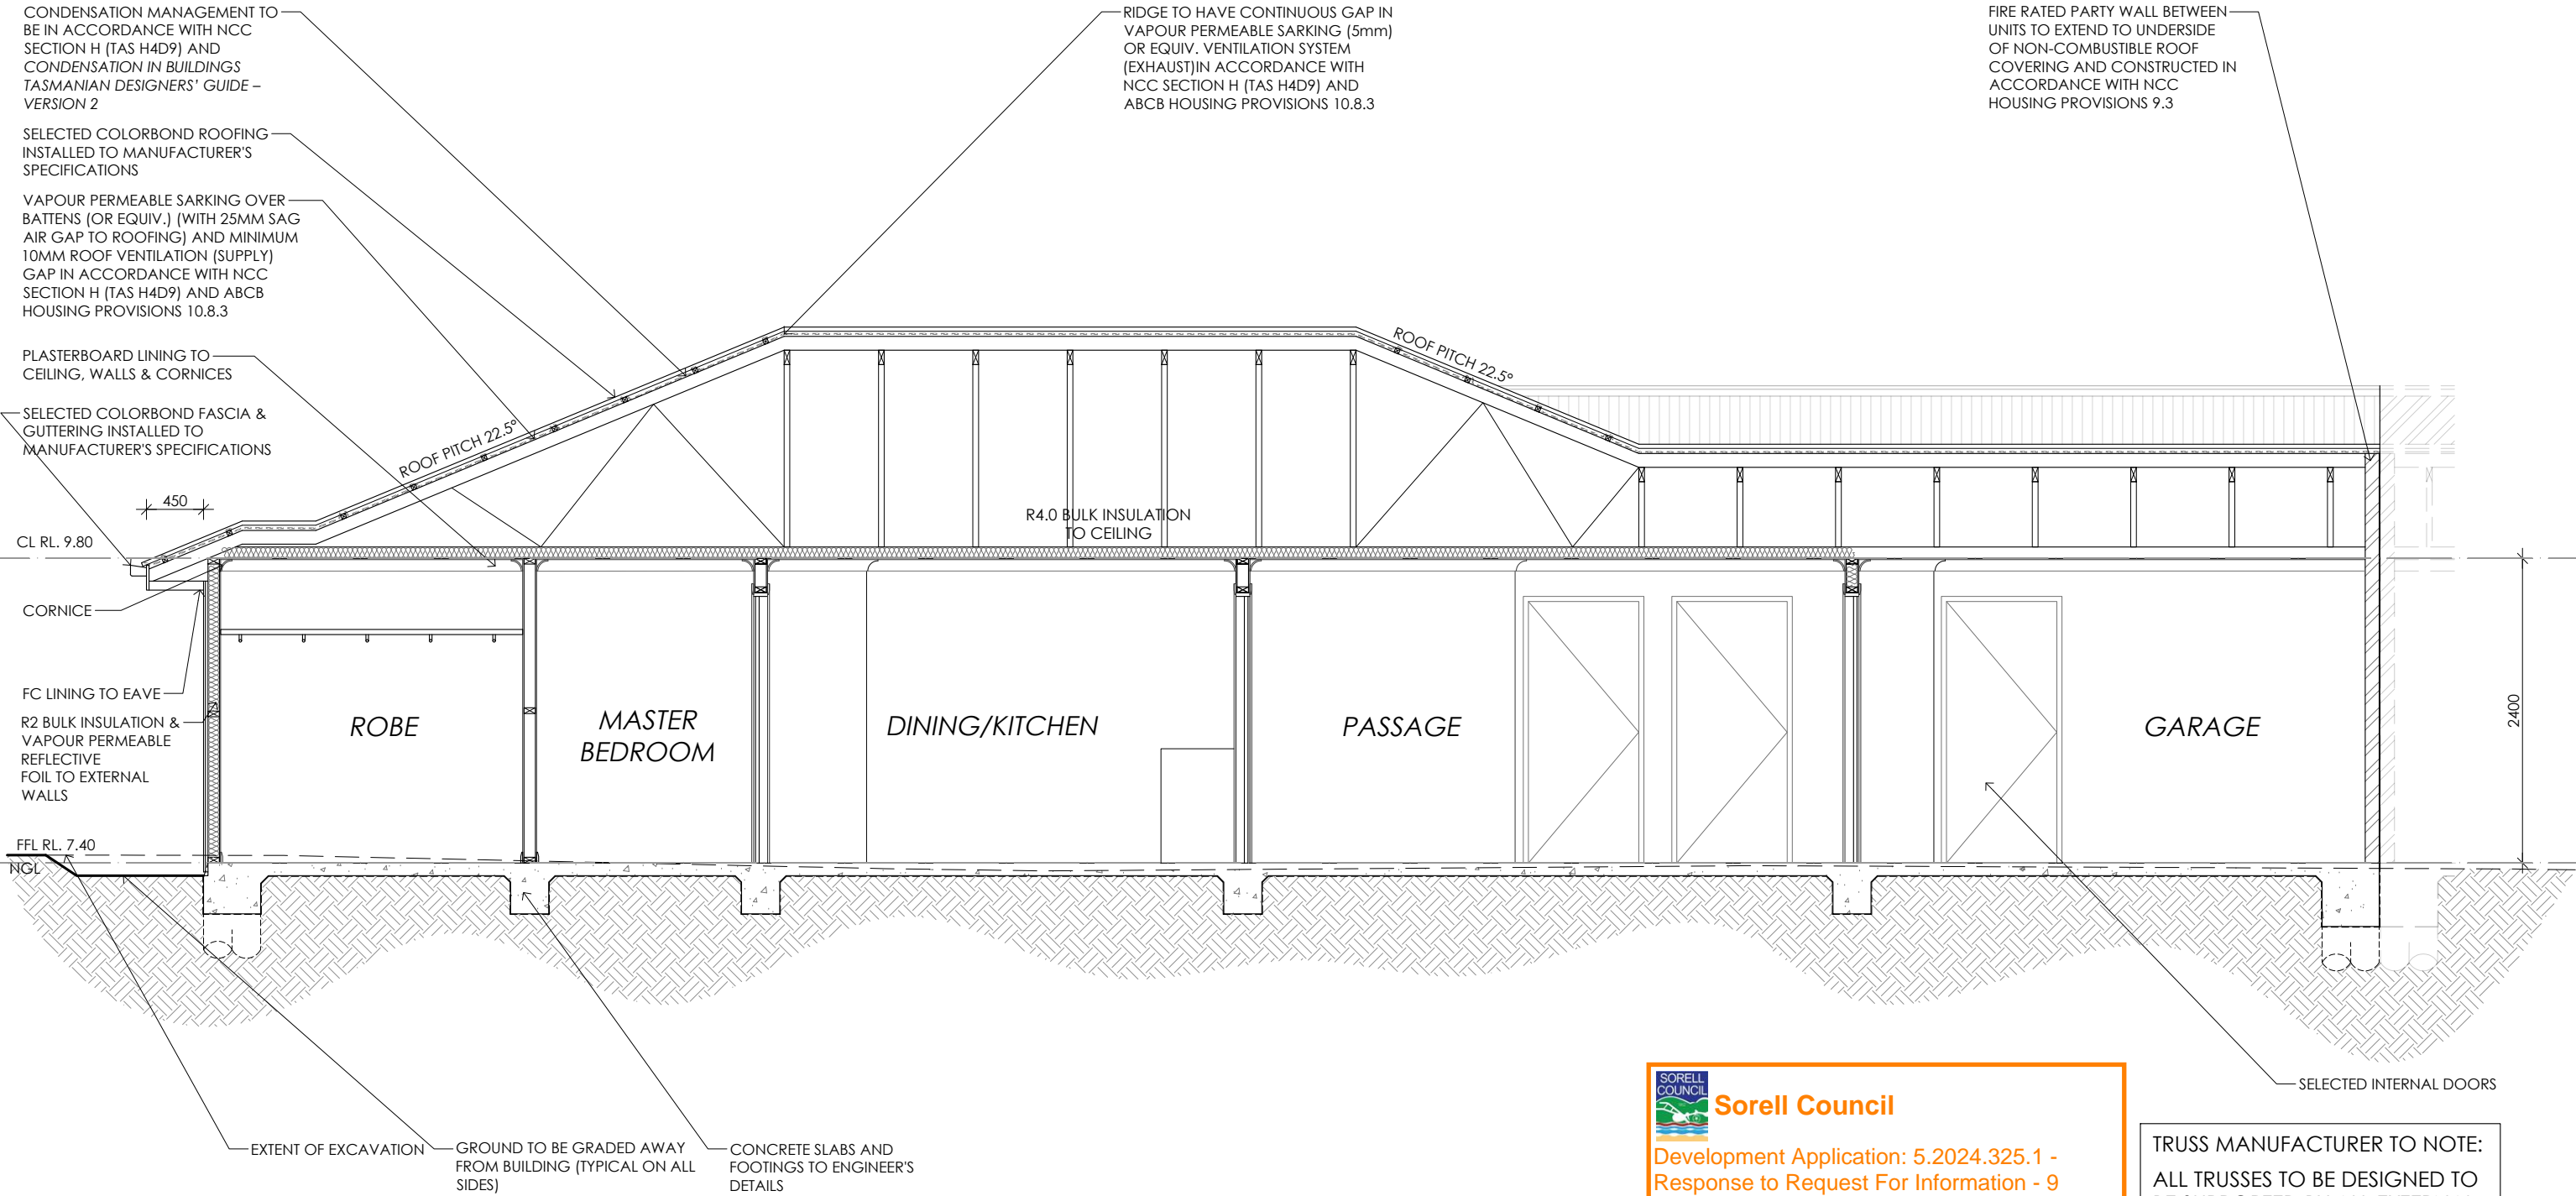 CONDENSATION MANAGEMENT TO
BE IN ACCORDANCE WITH NCC
SECTION H (TAS H4D9) AND
CONDENSATION IN BUILDINGS
TASMANIAN DESIGNERS' GUIDE –
VERSION 2
SELECTED COLORBOND ROOFING
INSTALLED TO MANUFACTURER'S
SPECIFICATIONS
VAPOUR PERMEABLE SARKING OVER
BATTENS (OR EQUIV.) (WITH 25MM SAG
AIR GAP TO ROOFING) AND MINIMUM
10MM ROOF VENTILATION (SUPPLY)
GAP IN ACCORDANCE WITH NCC
SECTION H (TAS H4D9) AND ABCB
HOUSING PROVISIONS 10.8.3
PLASTERBOARD LINING TO
CEILING, WALLS & CORNICES
SELECTED COLORBOND FASCIA &
GUTTERING INSTALLED TO
MANUFACTURER'S SPECIFICATIONS
RIDGE TO HAVE CONTINUOUS GAP IN
VAPOUR PERMEABLE SARKING (5mm)
OR EQUIV. VENTILATION SYSTEM
(EXHAUST)IN ACCORDANCE WITH
NCC SECTION H (TAS H4D9) AND
ABCB HOUSING PROVISIONS 10.8.3
FIRE RATED PARTY WALL BETWEEN
UNITS TO EXTEND TO UNDERSIDE
OF NON-COMBUSTIBLE ROOF
COVERING AND CONSTRUCTED IN
ACCORDANCE WITH NCC
HOUSING PROVISIONS 9.3
ROOF PITCH 22.5°
ROOF PITCH 22.5°
450
CL RL. 9.80
R4.0 BULK INSULATION
TO CEILING
CORNICE
FC LINING TO EAVE
R2 BULK INSULATION &
VAPOUR PERMEABLE
REFLECTIVE
FOIL TO EXTERNAL
WALLS
ROBE
MASTER
BEDROOM
DINING/KITCHEN
PASSAGE
GARAGE
2400
FFL RL. 7.40
NGL
EXTENT OF EXCAVATION
GROUND TO BE GRADED AWAY
FROM BUILDING (TYPICAL ON ALL
SIDES)
CONCRETE SLABS AND
FOOTINGS TO ENGINEER'S
DETAILS
SELECTED INTERNAL DOORS
SORELL
COUNCIL
Sorell Council
Development Application: 5.2024.325.1 -
Response to Request For Information - 9
TRUSS MANUFACTURER TO NOTE:
ALL TRUSSES TO BE DESIGNED TO